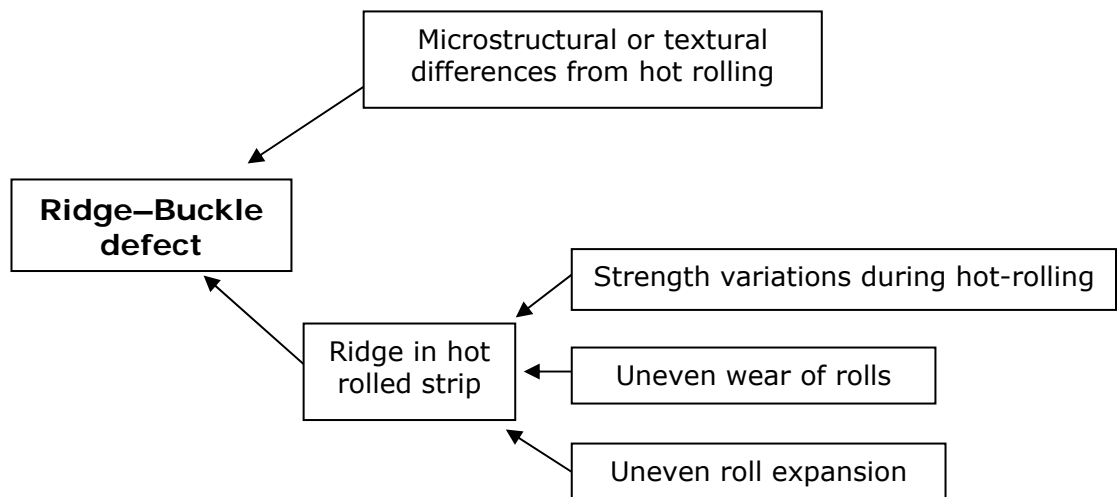 Microstructural or textural
differences from hot rolling
Ridge–Buckle
defect
Strength variations during hot-rolling
Ridge in hot
rolled strip
Uneven wear of rolls
Uneven roll expansion